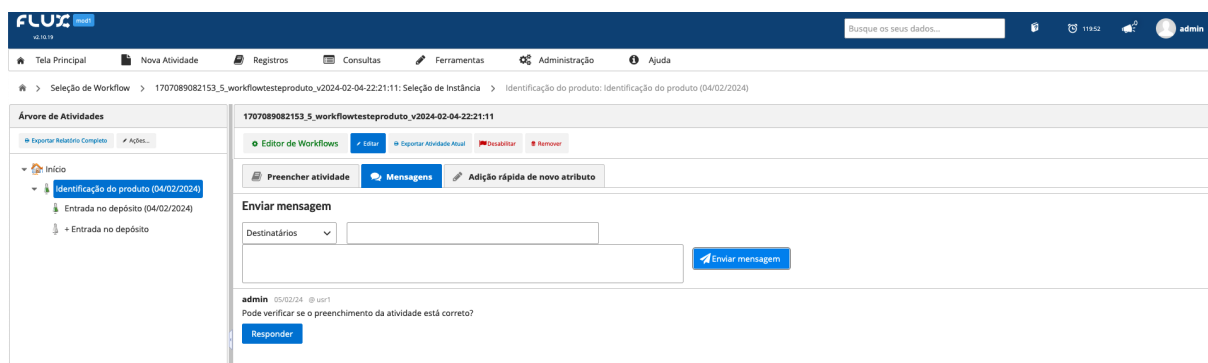 FLUX mod1
v2.10.19
Busque os seus dados...
11952
0
admin
Tela Principal
Nova Atividade
Registros
Consultas
Ferramentas
Administração
Ajuda
> Seleção de Workflow > 1707089082153_5_workflowtesteproduto_v2024-02-04-22:21:11: Seleção de Instância > Identificação do produto: Identificação do produto (04/02/2024)
Árvore de Atividades
Exportar Relatório Completo
Ações...
Início
Identificação do produto (04/02/2024)
Entrada no depósito (04/02/2024)
+ Entrada no depósito
1707089082153_5_workflowtesteproduto_v2024-02-04-22:21:11
Editor de Workflows
Editar
Exportar Atividade Atual
Desabilitar
Remover
Preencher atividade
Mensagens
Adição rápida de novo atributo
Enviar mensagem
Destinatários
Enviar mensagem
admin 05/02/24 @ usr1
Pode verificar se o preenchimento da atividade está correto?
Responder